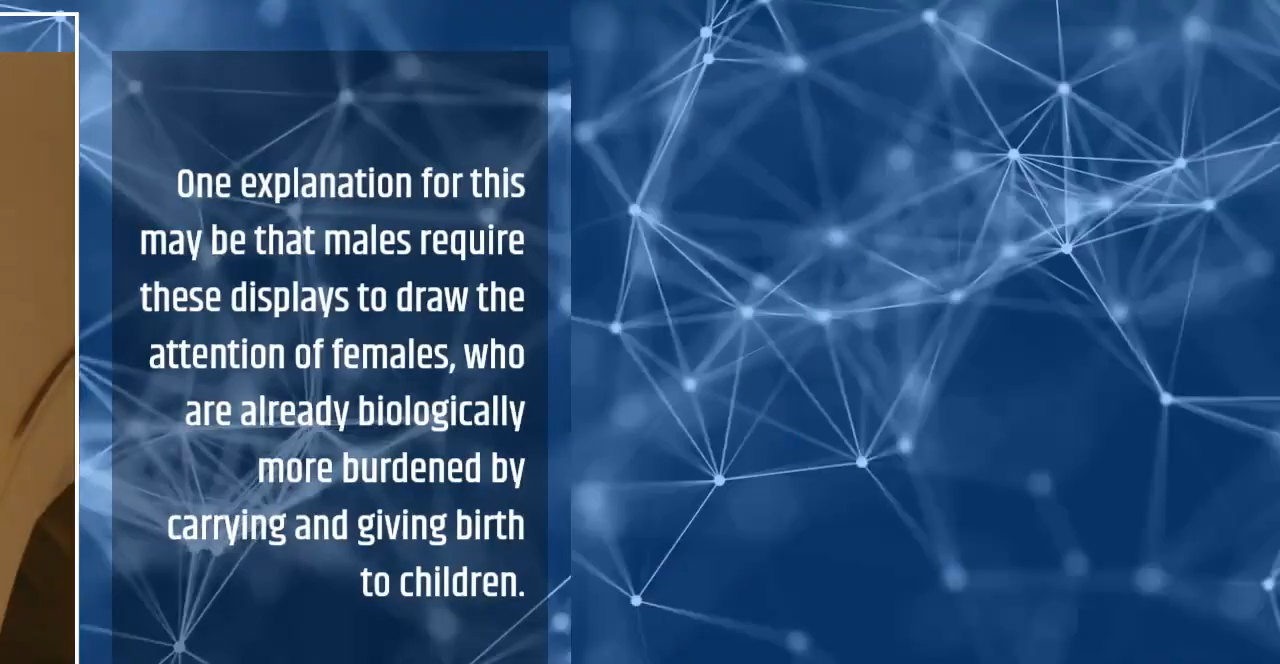 One explanation for this
may be that males require
these displays to draw the
attention of females, who
are already biologically
more burdened by
carrying and giving birth
to children.